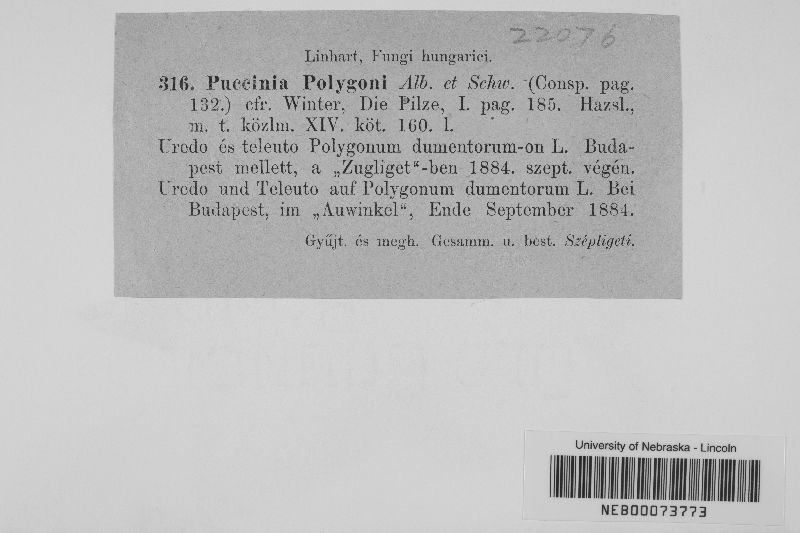 22076
Linhart, Fungi hungarici.
316. Puccinia Polygoni Alb. et Schw. (Consp. pag.
132.) cfr. Winter, Die Pilze, I. pag. 185. Hazsl.,
m. t. közlm. XIV. köt. 160. l.
Uredo és teleuto Polygonum dumentorum-on L. Buda-
pest mellett, a „Zugliget“-ben 1884. szept. végén.
Uredo und Teleuto auf Polygonum dumentorum L. Bei
Budapest, im „Auwinkel“, Ende September 1884.
Gyűjt. és megh. Gesamm. u. best. Szépligeti.
University of Nebraska - Lincoln
NEB00073773